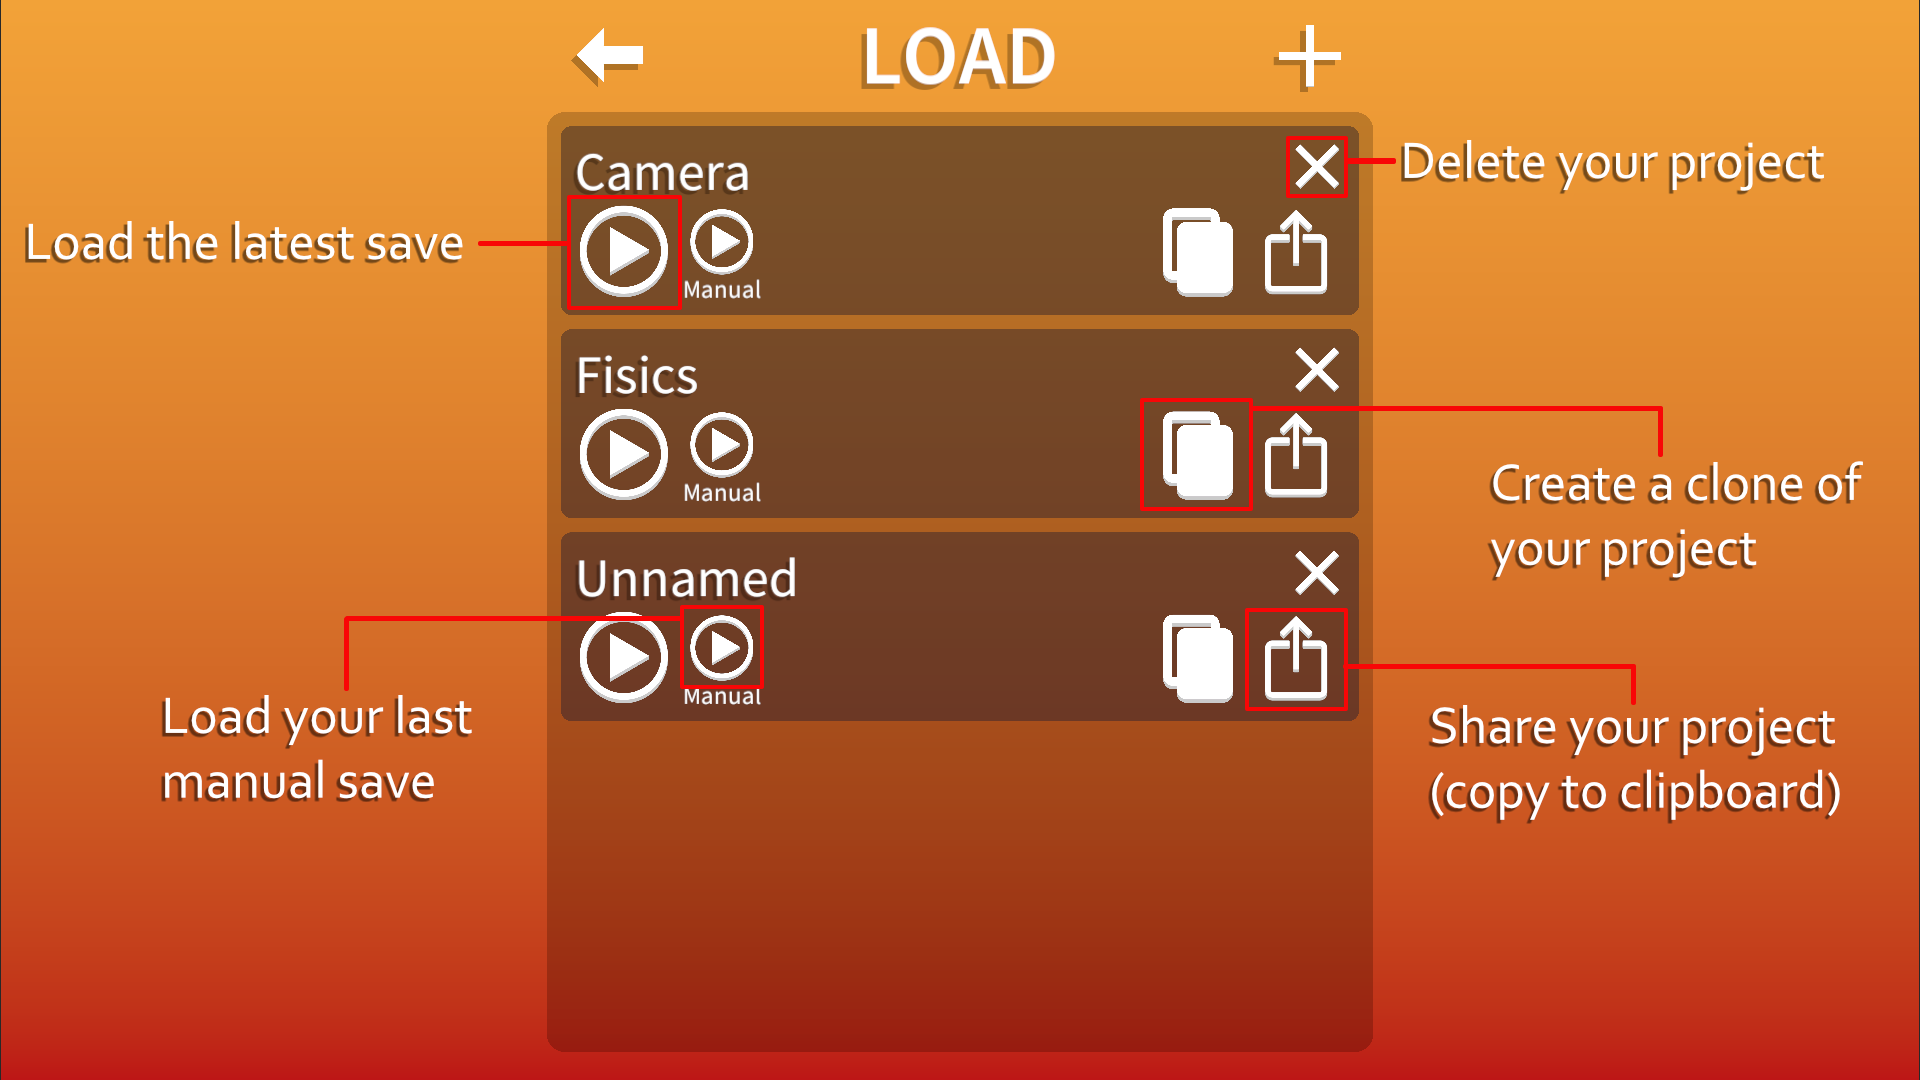 LOAD
Camera
Delete your project
Load the latest save
Manual
Fisics
Manual
Create a clone of
your project
Unnamed
Manual
Load your last
manual save
Share your project
(copy to clipboard)